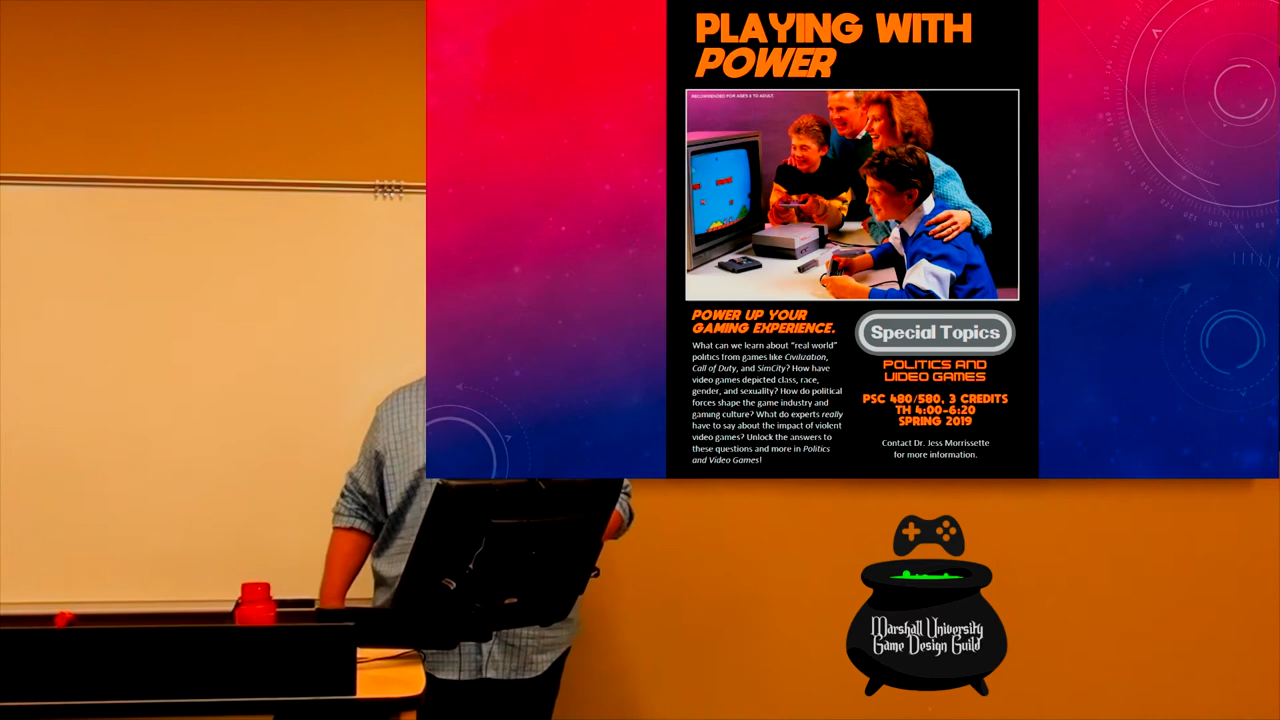 PLAYING WITH
POWER
RECOMMENDED FOR AGES 6 TO ADULT.
POWER UP YOUR
GAMING EXPERIENCE.
What can we learn about “real world”
politics from games like Civilization,
Call of Duty, and SimCity? How have
video games depicted class, race,
gender, and sexuality? How do political
forces shape the game industry and
gaming culture? What do experts really
have to say about the impact of violent
video games? Unlock the answers to
these questions and more in Politics
and Video Games!
Special Topics
POLITICS AND
VIDEO GAMES
PSC 480/580, 3 CREDITS
TH 4:00-6:20
SPRING 2019
Contact Dr. Jess Morrissette
for more information.
Marshall University
Game Design Guild